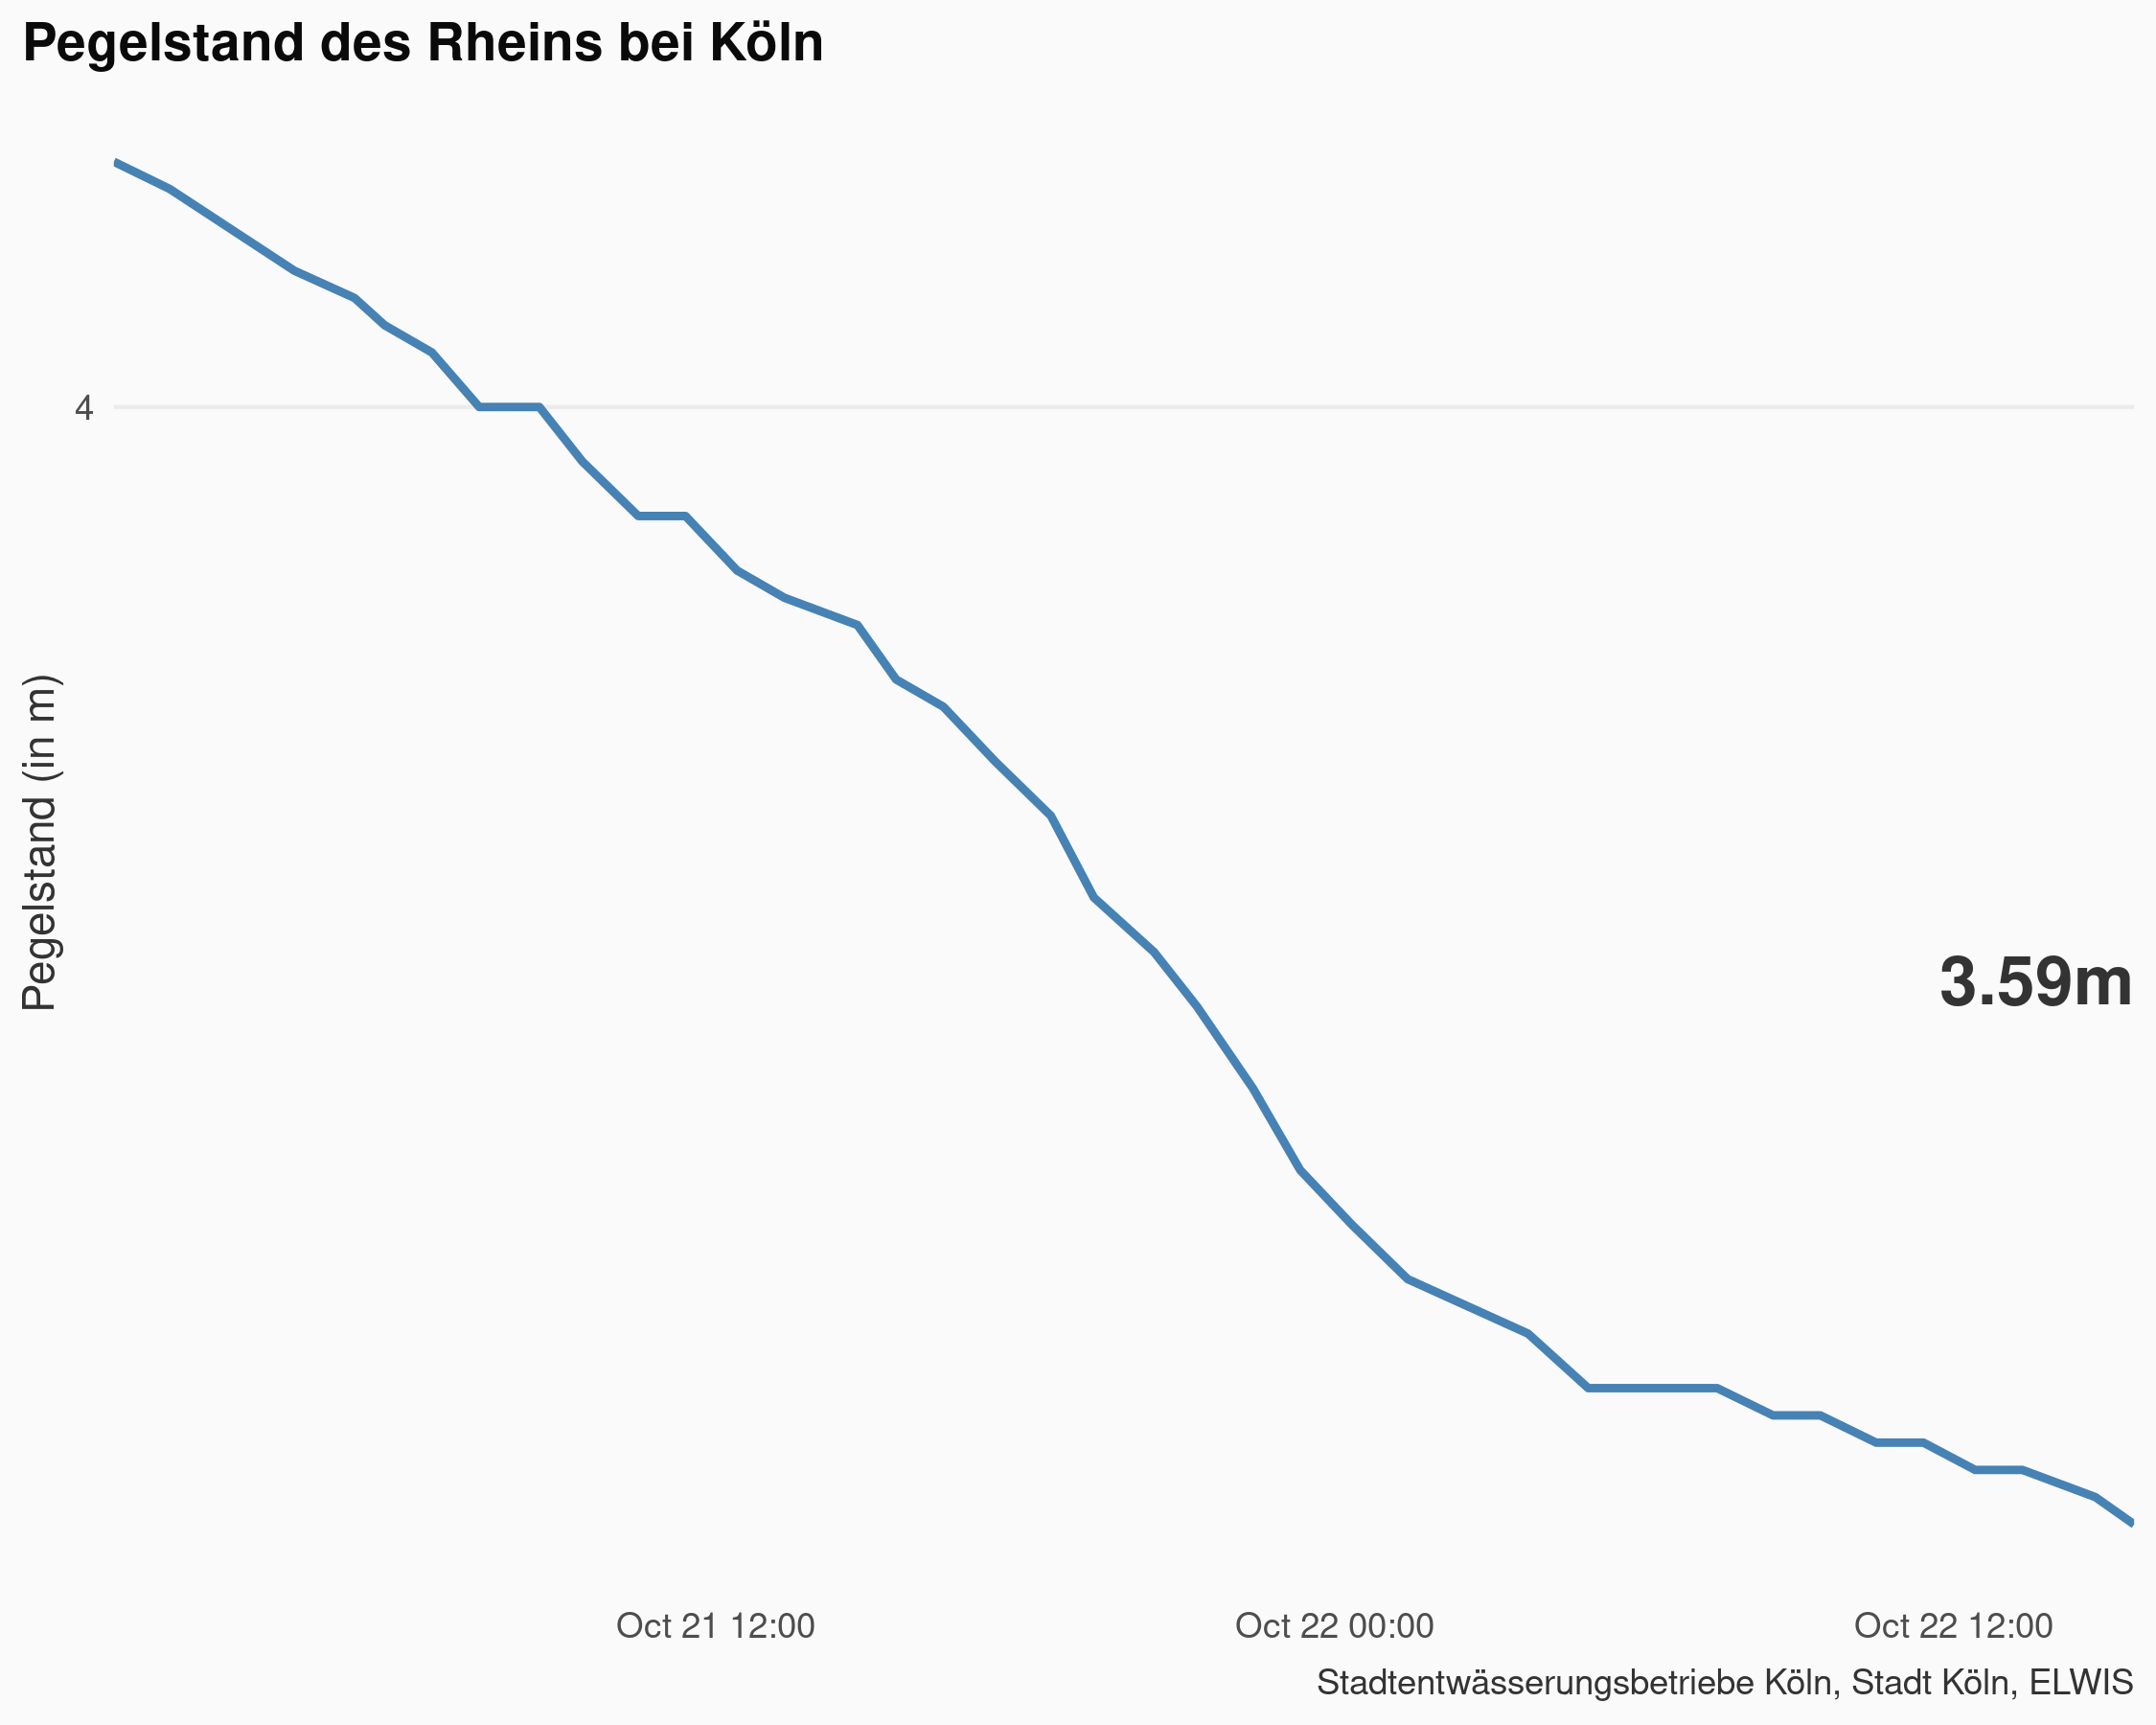 Pegelstand des Rheins bei Köln
Pegelstand (in m)
4
3.59m
Oct 21 12:00
Oct 22 00:00
Oct 22 12:00
Stadtentwässerungsbetriebe Köln, Stadt Köln, ELWIS